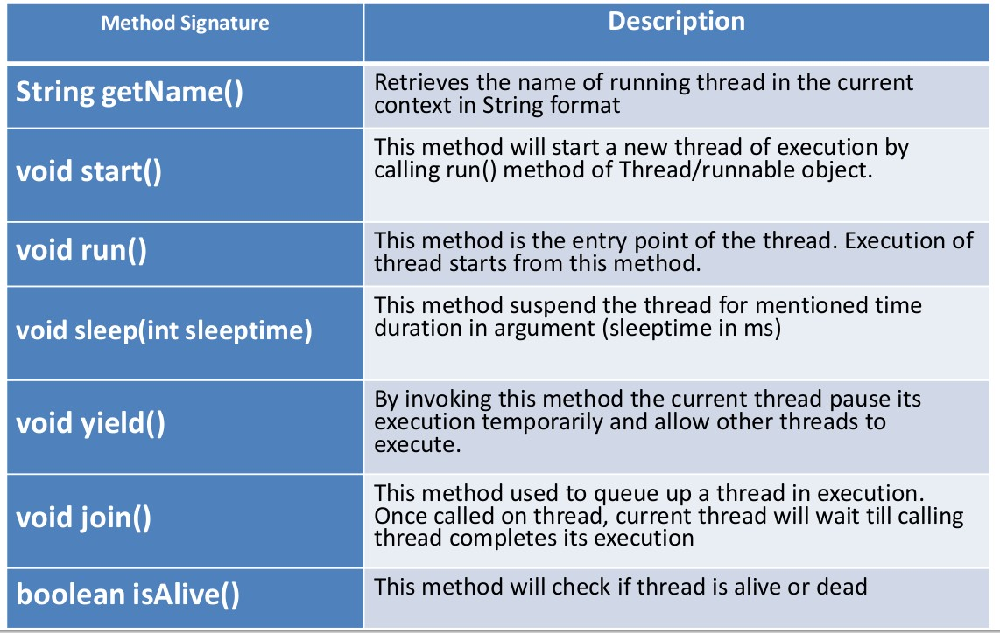 Method Signature
Description
String getName()
Retrieves the name of running thread in the current
context in String format
void start()
This method will start a new thread of execution by
calling run() method of Thread/runnable object.
void run()
This method is the entry point of the thread. Execution of
thread starts from this method.
void sleep(int sleeptime)
This method suspend the thread for mentioned time
duration in argument (sleeptime in ms)
void yield()
By invoking this method the current thread pause its
execution temporarily and allow other threads to
execute.
void join()
This method used to queue up a thread in execution.
Once called on thread, current thread will wait till calling
thread completes its execution
boolean isAlive()
This method will check if thread is alive or dead